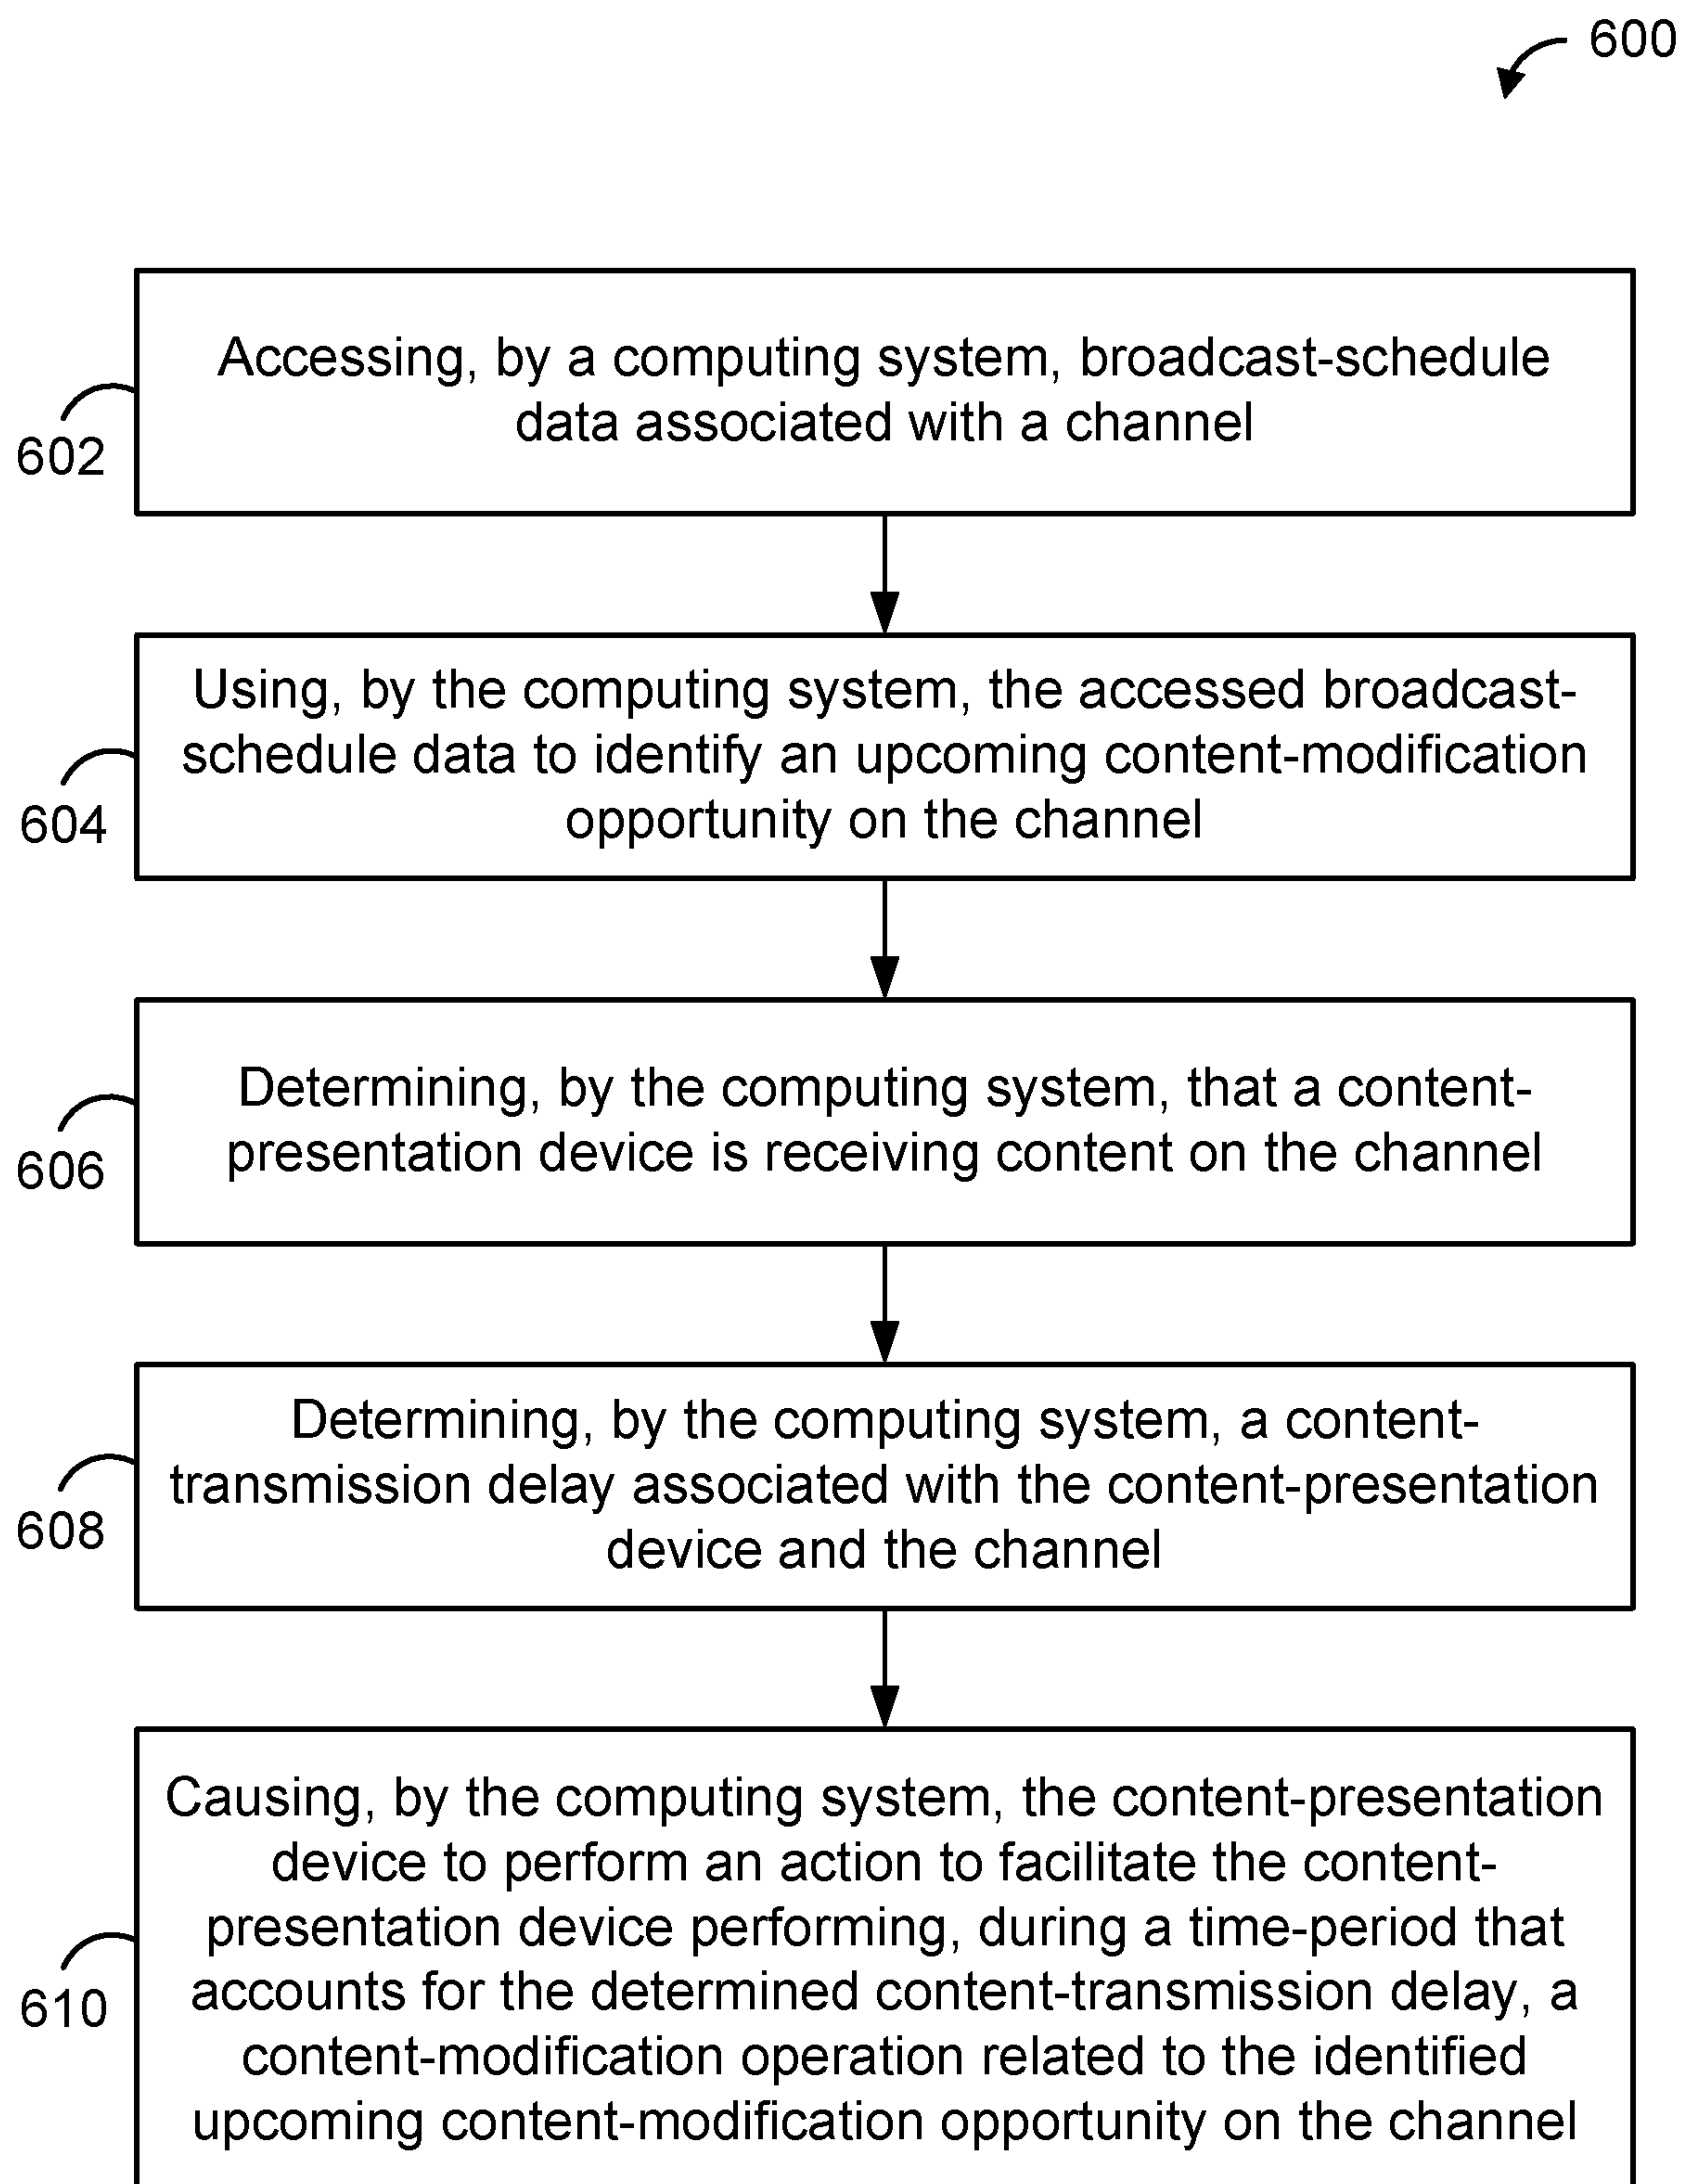 600
Accessing, by a computing system, broadcast-schedule
data associated with a channel
602
Using, by the computing system, the accessed broadcast-
schedule data to identify an upcoming content-modification
opportunity on the channel
604
Determining, by the computing system, that a content-
presentation device is receiving content on the channel
606
Determining, by the computing system, a content-
transmission delay associated with the content-presentation
device and the channel
608
Causing, by the computing system, the content-presentation
device to perform an action to facilitate the content-
presentation device performing, during a time-period that
accounts for the determined content-transmission delay, a
content-modification operation related to the identified
upcoming content-modification opportunity on the channel
610